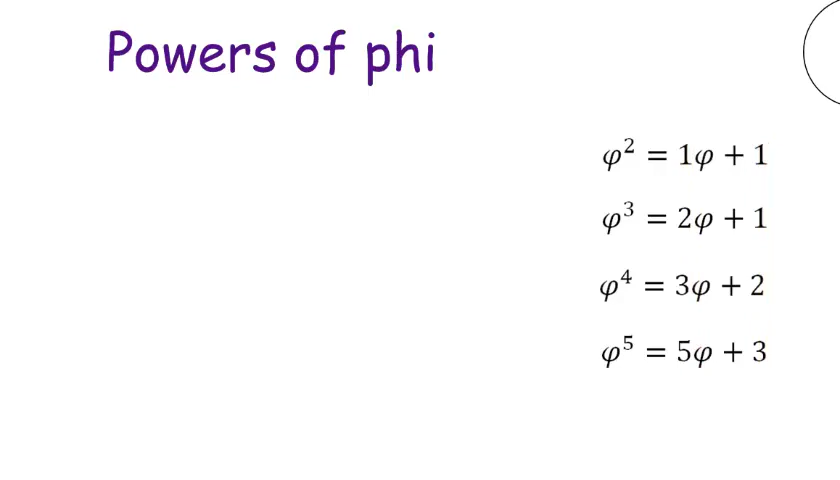 Powers of phi
φ² = 1φ + 1
φ³ = 2φ + 1
φ⁴ = 3φ + 2
φ⁵ = 5φ + 3